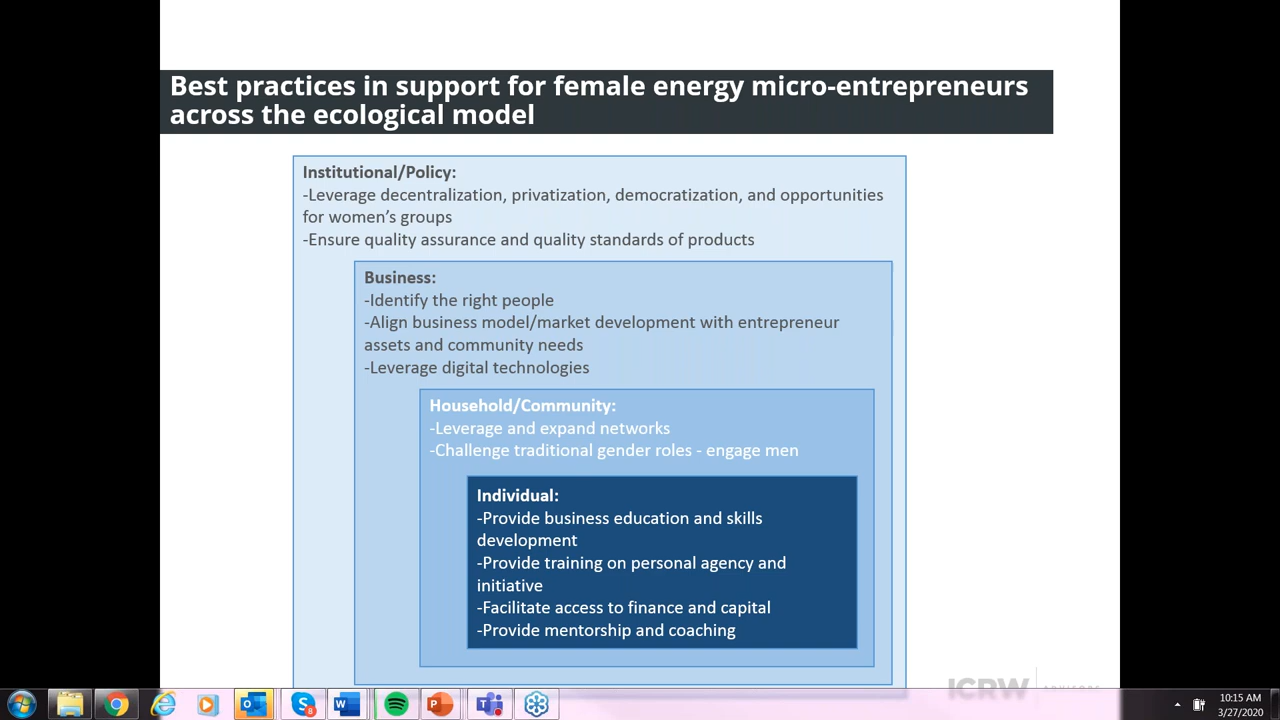 Best practices in support for female energy micro-entrepreneurs
across the ecological model
Institutional/Policy:
-Leverage decentralization, privatization, democratization, and opportunities
for women’s groups
-Ensure quality assurance and quality standards of products
Business:
-Identify the right people
-Align business model/market development with entrepreneur
assets and community needs
-Leverage digital technologies
Household/Community:
-Leverage and expand networks
-Challenge traditional gender roles - engage men
Individual:
-Provide business education and skills
development
-Provide training on personal agency and
initiative
-Facilitate access to finance and capital
-Provide mentorship and coaching
ICRW
10:15 AM
3/27/2020